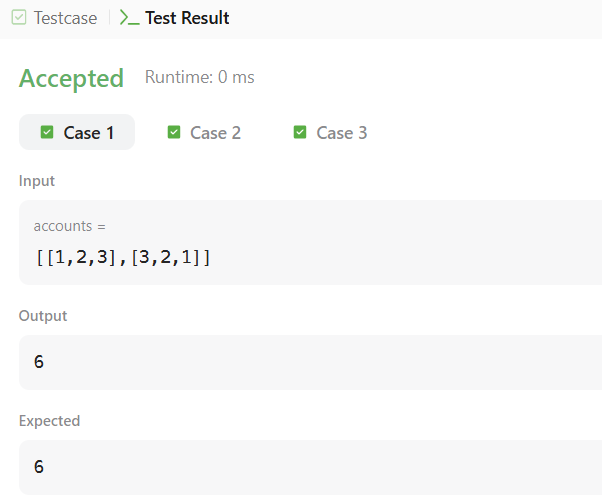 Testcase >_ Test Result
Accepted Runtime: 0 ms
Case 1 Case 2 Case 3
Input
accounts =
[[1,2,3],[3,2,1]]
Output
6
Expected
6